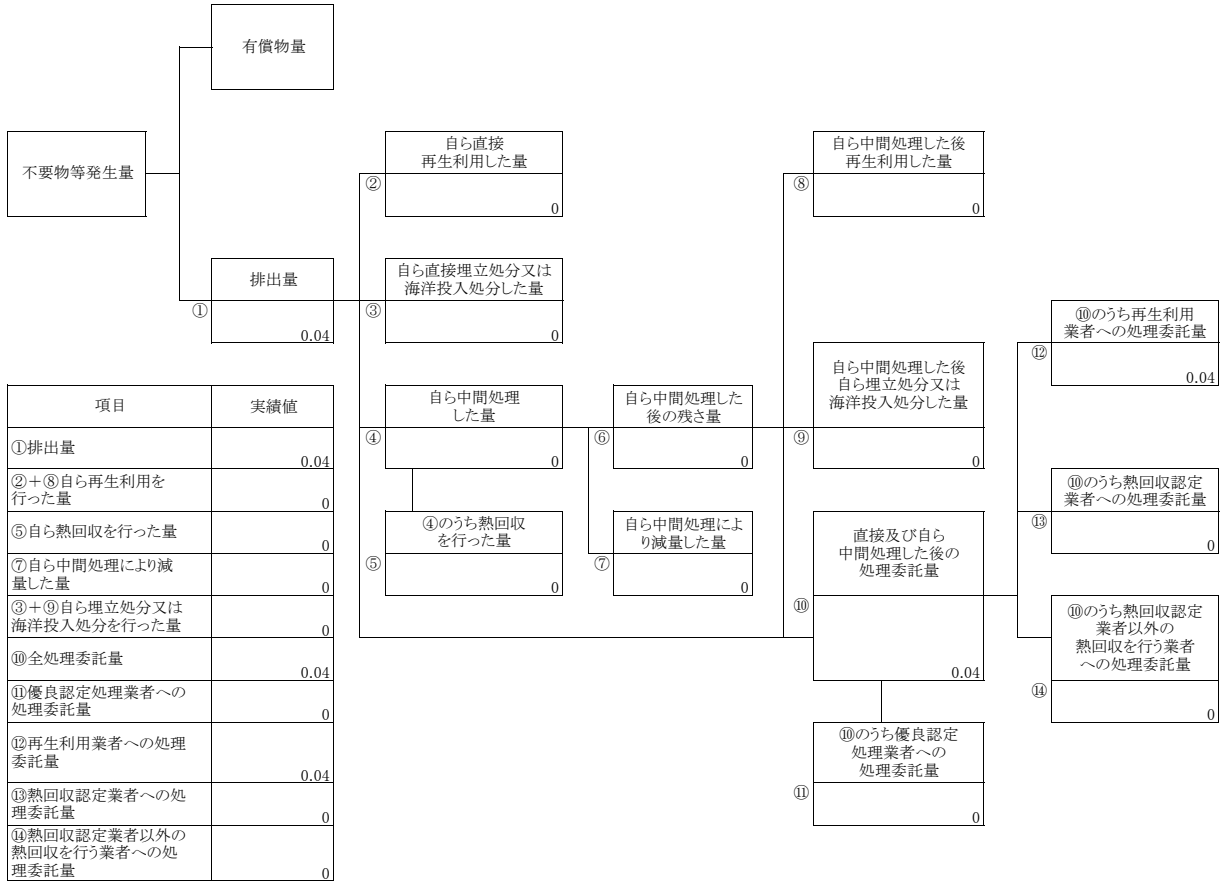 有償物量
不要物等発生量
自ら直接
再生利用した量
②
0
自ら中間処理した後
再生利用した量
⑧
0
排出量
①
0.04
自ら直接埋立処分又は
海洋投入処分した量
③
0
⑩のうち再生利用
業者への処理委託量
⑫
0.04
自ら中間処理
した量
④
0
自ら中間処理した
後の残さ量
⑥
0
自ら中間処理した後
自ら埋立処分又は
海洋投入処分した量
⑨
0
⑩のうち熱回収認定
業者への処理委託量
⑬
0
④のうち熱回収
を行った量
⑤
0
自ら中間処理によ
り減量した量
⑦
0
直接及び自ら
中間処理した後の
処理委託量
⑩
0.04
⑩のうち熱回収認定
業者以外の
熱回収を行う業者
への処理委託量
⑭
0
⑩のうち優良認定
処理業者への
処理委託量
⑪
0
項目 実績値
①排出量 0.04
②+⑧自ら再生利用を
行った量 0
⑤自ら熱回収を行った量 0
⑦自ら中間処理により減
量した量 0
③+⑨自ら埋立処分又は
海洋投入処分を行った量 0
⑩全処理委託量 0.04
⑪優良認定処理業者への
処理委託量 0
⑫再生利用業者への処理
委託量 0.04
⑬熱回収認定業者への処
理委託量 0
⑭熱回収認定業者以外の
熱回収を行う業者への処
理委託量 0